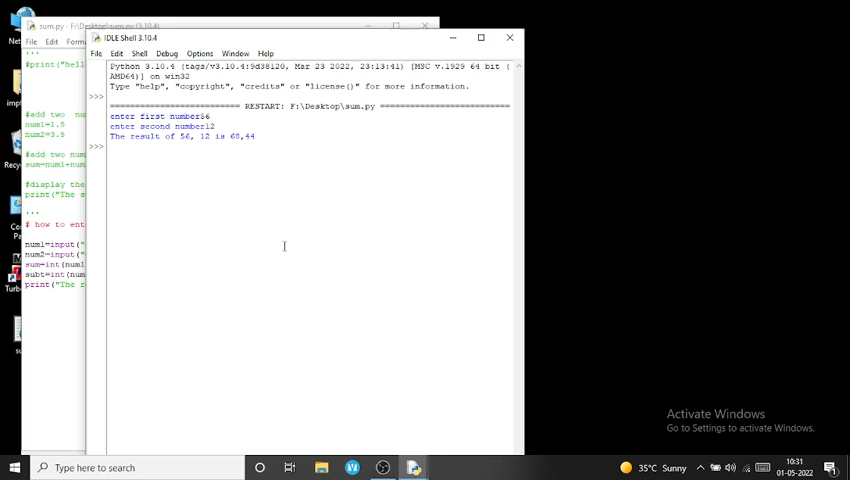 sum.py - F:\Desktop\sum.py (3.10.4)
File Edit Form
'''
#print("hell
#add two nu
num1=1.5
num2=3.5
#add two num
sum=num1+num
#display the
print("The s
'''
# how to ent
num1=input("
num2=input("
sum=int(num1
subt=int(num
print("The r
IDLE Shell 3.10.4
File Edit Shell Debug Options Window Help
Python 3.10.4 (tags/v3.10.4:9d38120, Mar 23 2022, 23:13:41) [MSC v.1929 64 bit (
AMD64)] on win32
Type "help", "copyright", "credits" or "license()" for more information.
>>>
======================== RESTART: F:\Desktop\sum.py ========================
enter first number56
enter second number12
The result of 56, 12 is 68,44
>>>
Activate Windows
Go to Settings to activate Windows.
Type here to search
35°C Sunny
10:31
01-05-2022
1